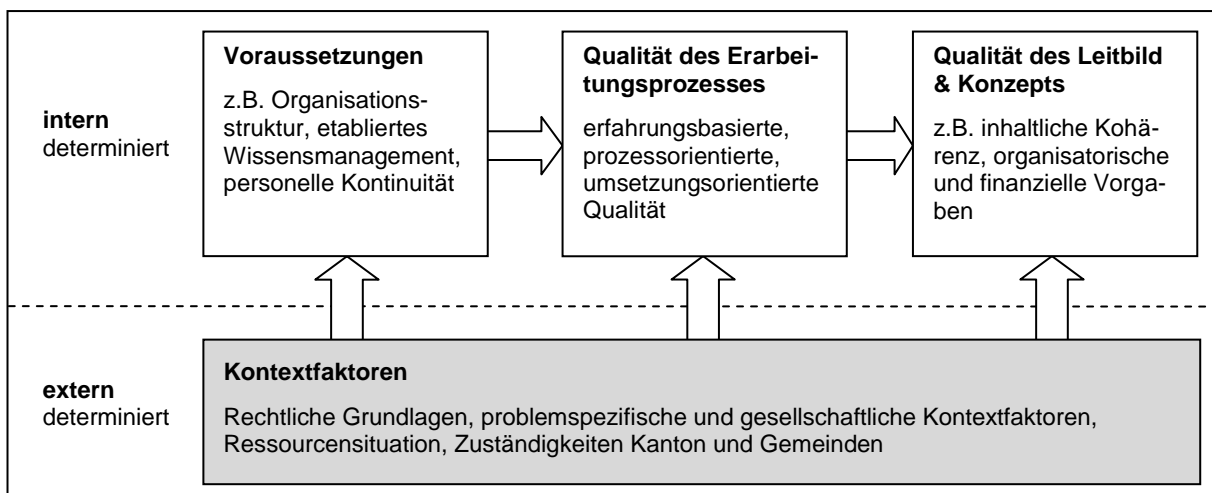 intern
determiniert
Voraussetzungen
z.B. Organisations-
struktur, etabliertes
Wissensmanagement,
personelle Kontinuität
Qualität des Erarbei-
tungsprozesses
erfahrungsbasierte,
prozessorientierte,
umsetzungsorientierte
Qualität
Qualität des Leitbild
& Konzepts
z.B. inhaltliche Kohä-
renz, organisatorische
und finanzielle Vorga-
ben
extern
determiniert
Kontextfaktoren
Rechtliche Grundlagen, problemspezifische und gesellschaftliche Kontextfaktoren,
Ressourcensituation, Zuständigkeiten Kanton und Gemeinden